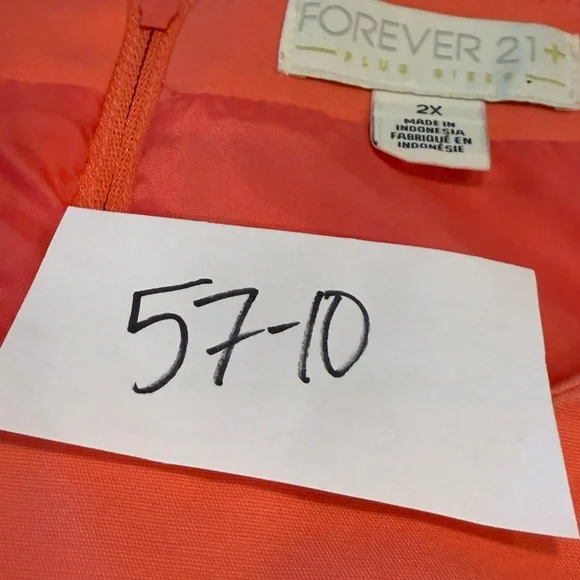 FOREVER 21+
PLUS SIZES
2X
MADE IN
INDONESIA
FABRIQUÉ EN
INDONÉSIE
57-10